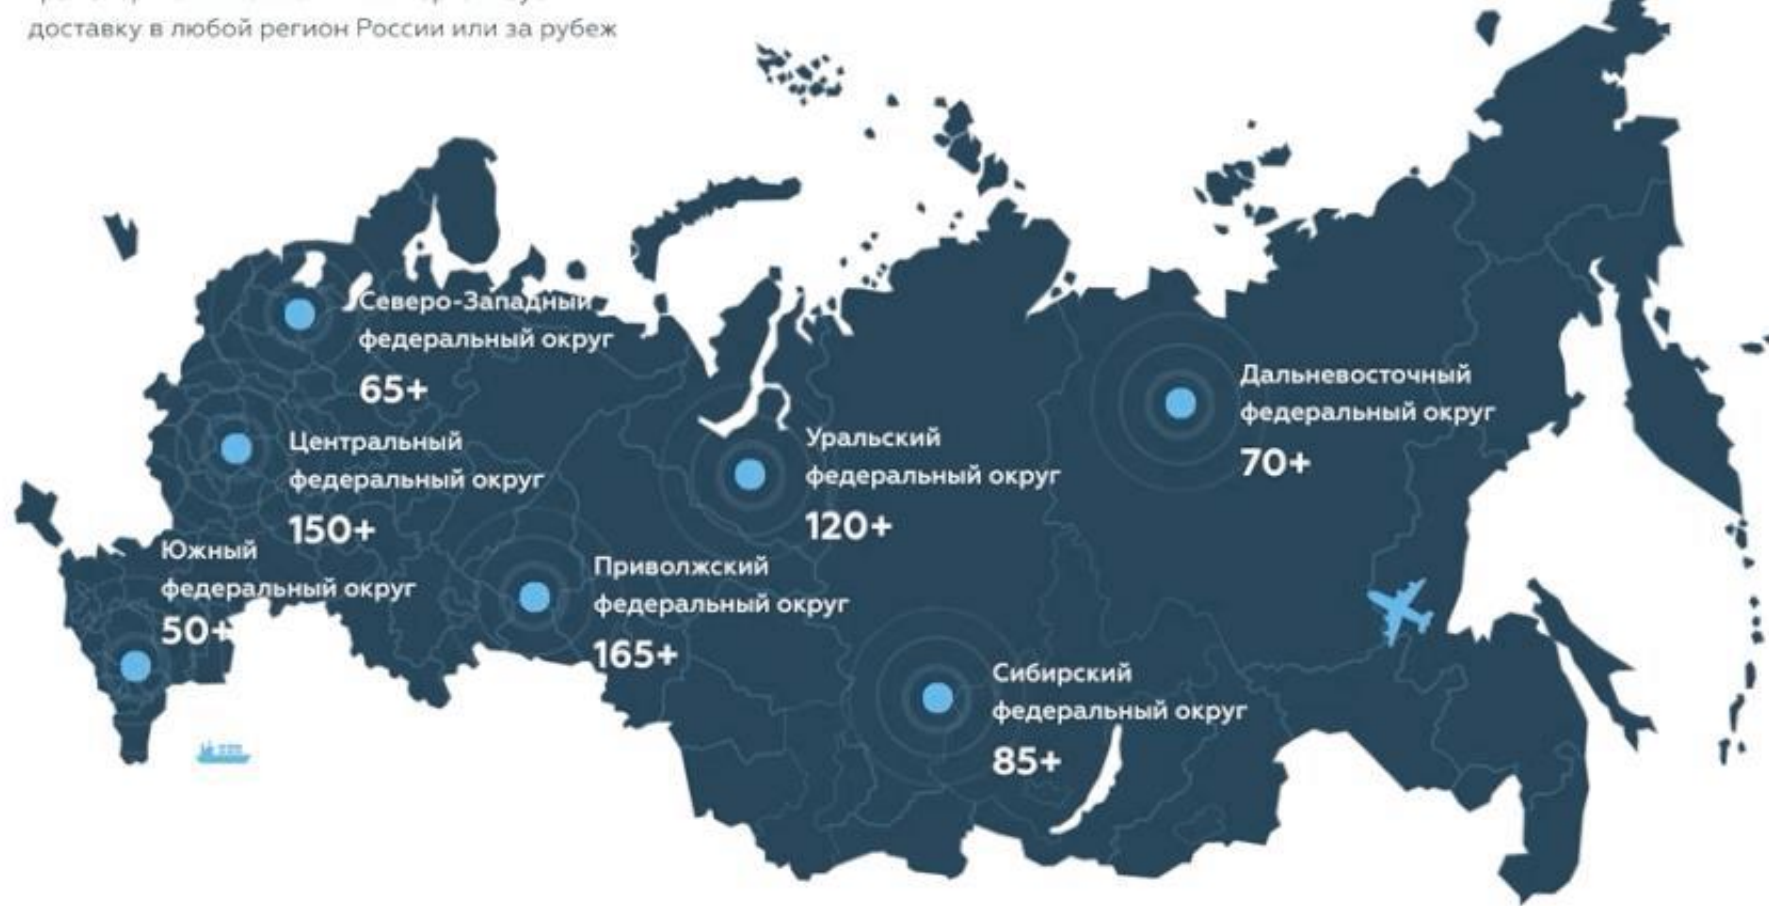 доставку в любой регион России или за рубеж
Северо-Западный
федеральный округ
65+
Центральный
федеральный округ
150+
Южный
федеральный округ
50+
Приволжский
федеральный округ
165+
Уральский
федеральный округ
120+
Сибирский
федеральный округ
85+
Дальневосточный
федеральный округ
70+